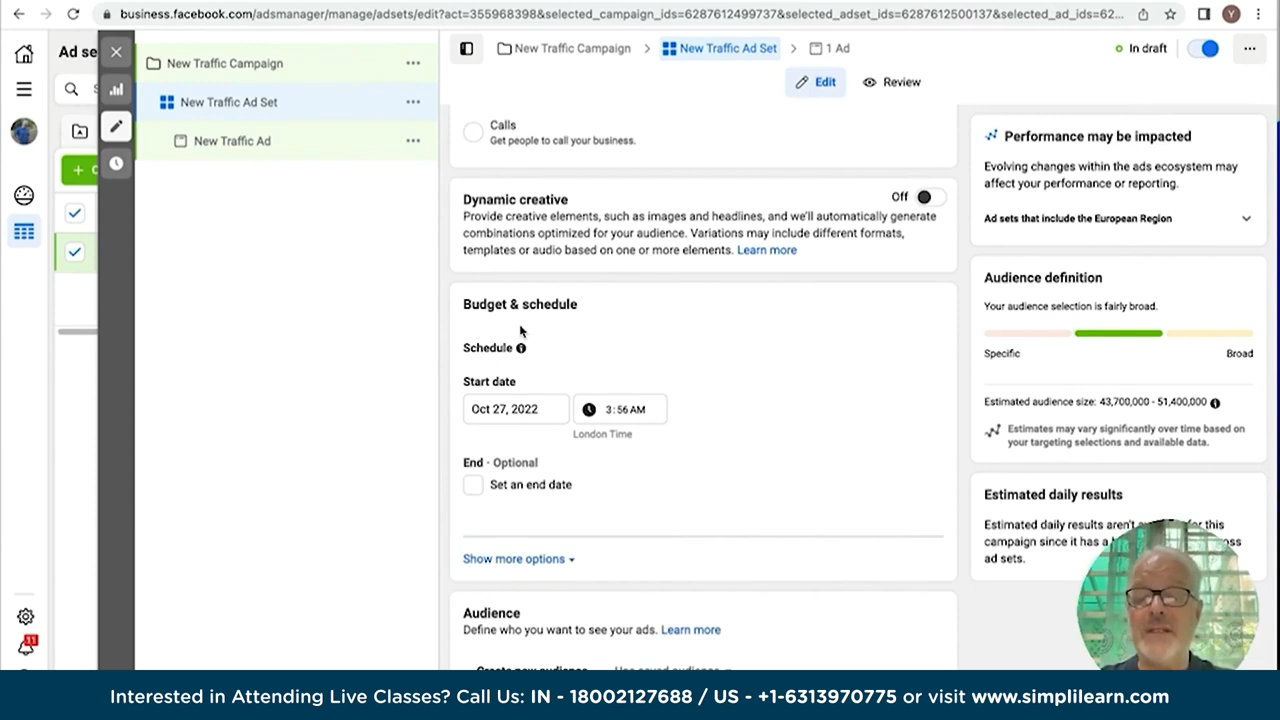 business.facebook.com/adsmanager/manage/adsets/edit?act=355968398&selected_campaign_ids=6287612499737&selected_adset_ids=6287612500137&selected_ad_ids=62...
Y
Ad se
New Traffic Campaign
New Traffic Ad Set
New Traffic Ad
11
New Traffic Campaign > New Traffic Ad Set > 1 Ad
In draft
Edit
Review
Calls
Get people to call your business.
Dynamic creative
Off
Provide creative elements, such as images and headlines, and we'll automatically generate
combinations optimized for your audience. Variations may include different formats,
templates or audio based on one or more elements. Learn more
Budget & schedule
Schedule
Start date
Oct 27, 2022
3:56 AM
London Time
End · Optional
Set an end date
Show more options
Audience
Define who you want to see your ads. Learn more
Performance may be impacted
Evolving changes within the ads ecosystem may
affect your performance or reporting.
Ad sets that include the European Region
Audience definition
Your audience selection is fairly broad.
Specific
Broad
Estimated audience size: 43,700,000 - 51,400,000
Estimates may vary significantly over time based on
your targeting selections and available data.
Estimated daily results
Estimated daily results aren't for this
campaign since it has a
ad sets.
Interested in Attending Live Classes? Call Us: IN - 18002127688 / US - +1-6313970775 or visit www.simplilearn.com